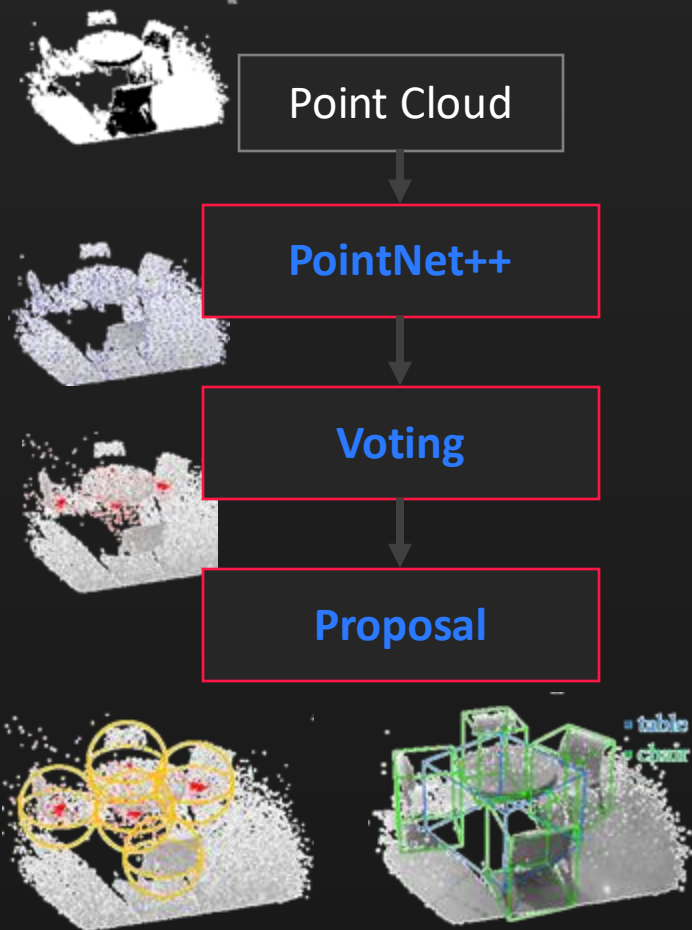 Point Cloud
PointNet++
Voting
Proposal
table
chair